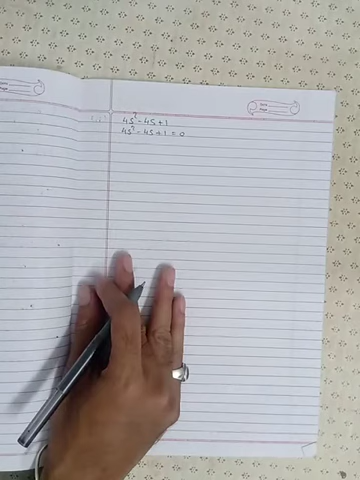 4s² - 4s + 1
4s² - 4s + 1 = 0